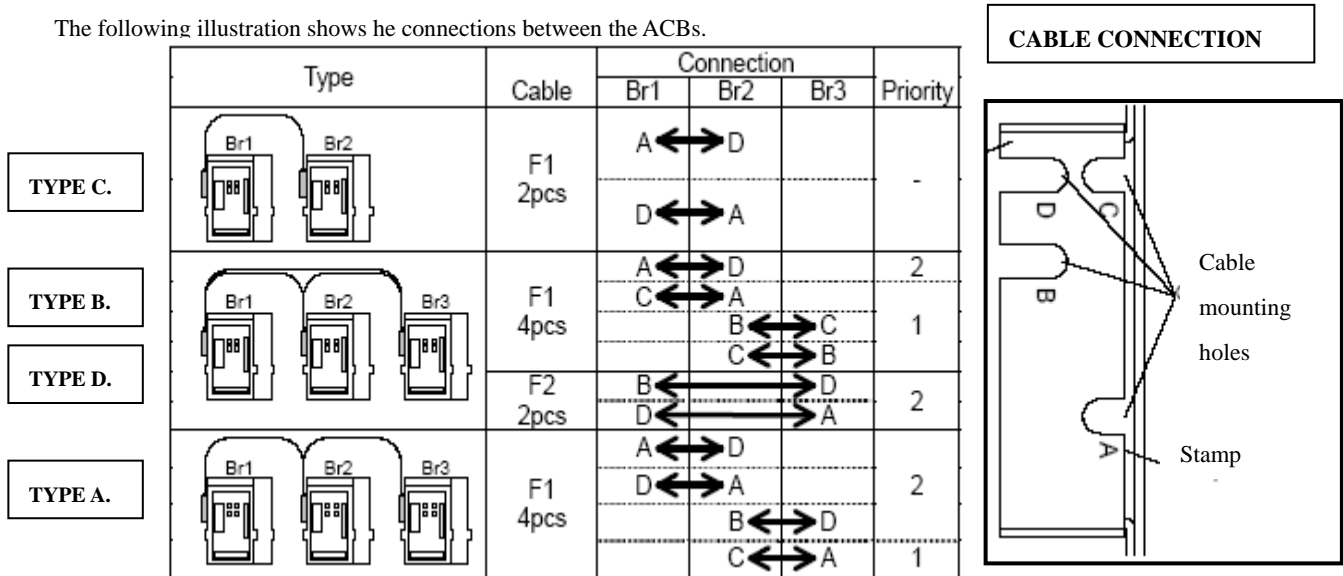 The following illustration shows he connections between the ACBs.
CABLE CONNECTION
Type Cable Connection Priority
Br1 Br2 Br3
TYPE C.
Br1 Br2
F1
2pcs
A D
-
D A
TYPE B.
TYPE D.
Br1 Br2 Br3
F1
4pcs
A D 2
C A
B C 1
C B
F2
2pcs
B D
2
D A
TYPE A.
Br1 Br2 Br3
F1
4pcs
A D
D A 2
B D
C A 1
D C
B
A
Cable
mounting
holes
Stamp